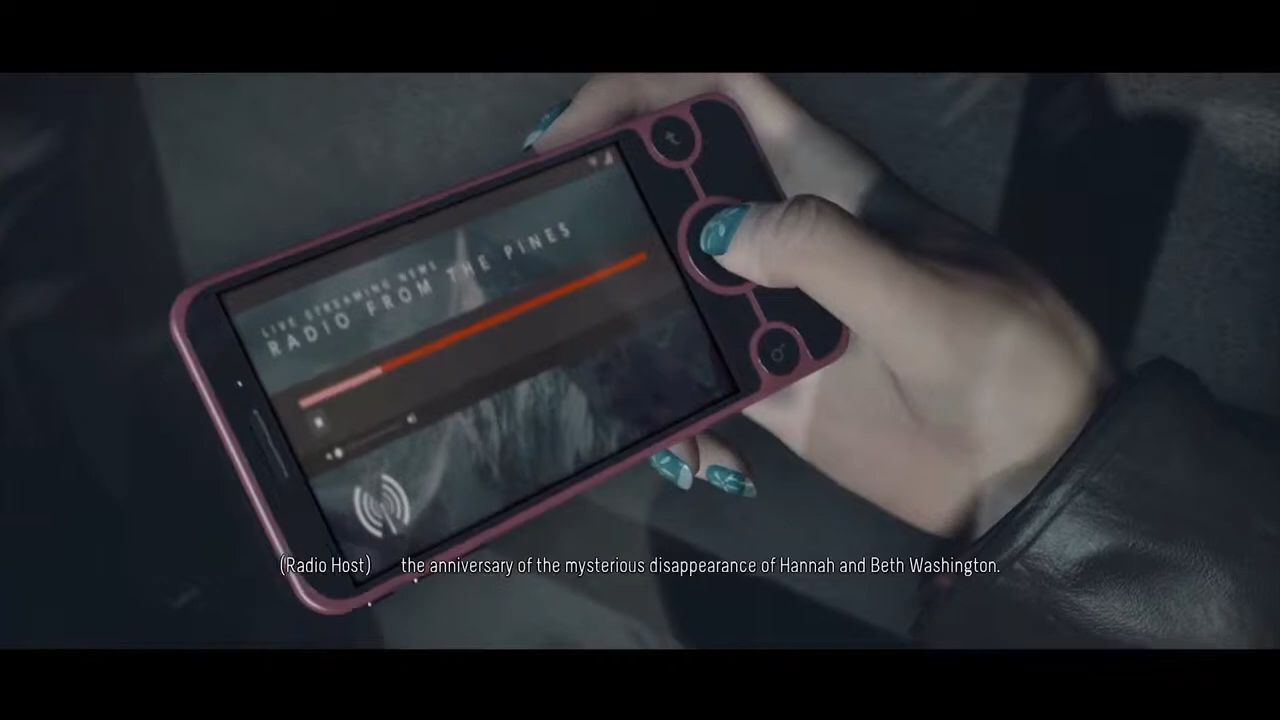 LIVE STREAMING NEWS
RADIO FROM THE PINES
(Radio Host) the anniversary of the mysterious disappearance of Hannah and Beth Washington.